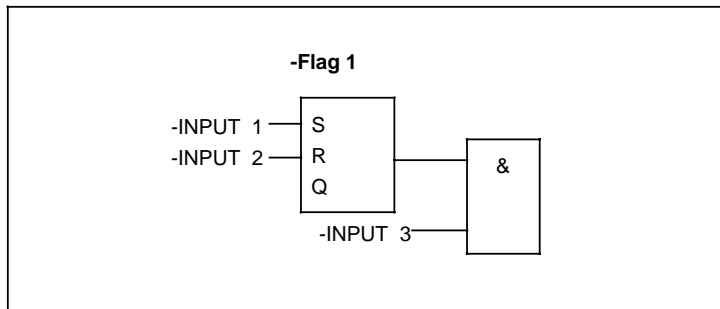 -Flag 1
-INPUT 1
S
-INPUT 2
R
Q
&
-INPUT 3